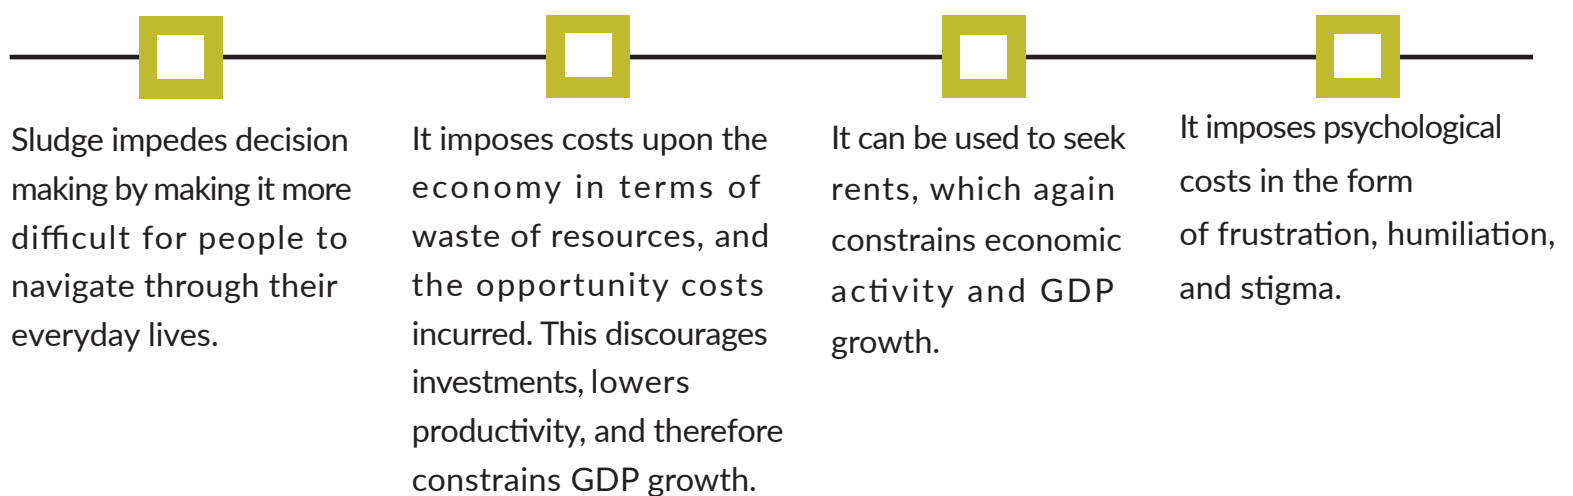 Sludge impedes decision
making by making it more
difficult for people to
navigate through their
everyday lives.
It imposes costs upon the
economy in terms of
waste of resources, and
the opportunity costs
incurred. This discourages
investments, lowers
productivity, and therefore
constrains GDP growth.
It can be used to seek
rents, which again
constrains economic
activity and GDP
growth.
It imposes psychological
costs in the form
of frustration, humiliation,
and stigma.